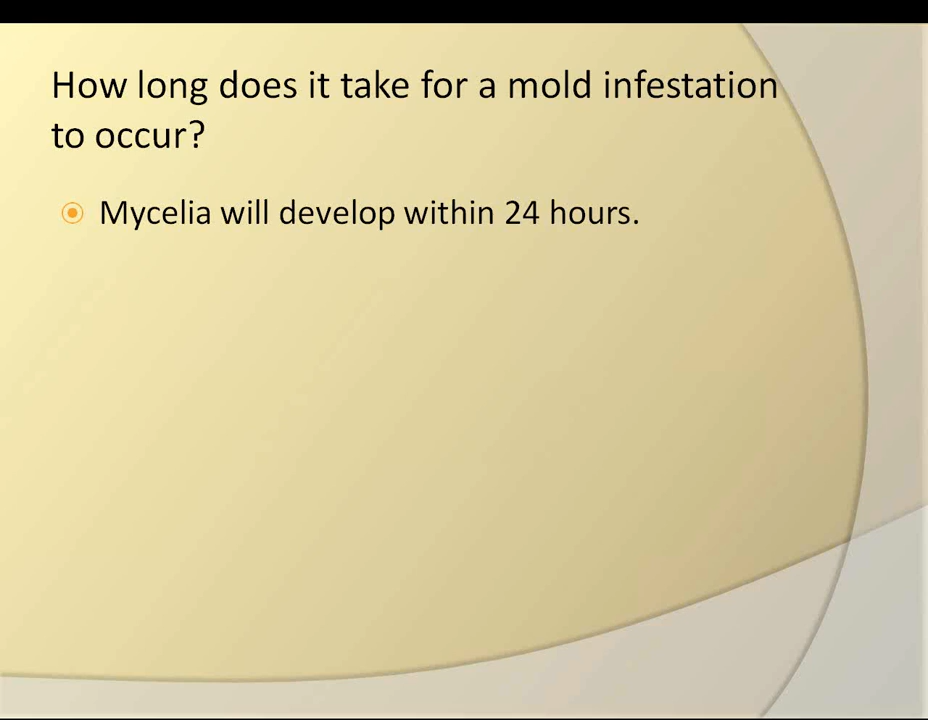 How long does it take for a mold infestation
to occur?
Mycelia will develop within 24 hours.